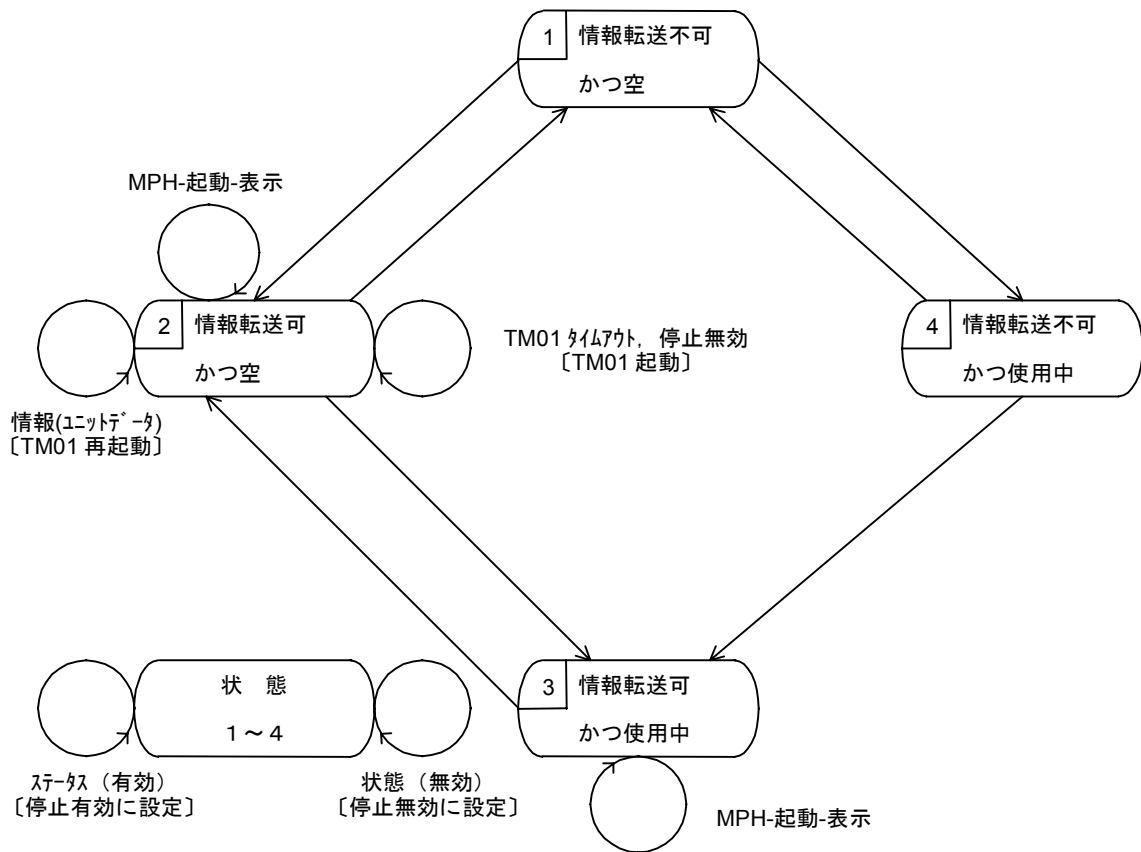 1 情報転送不可
かつ空
MPH-起動-表示
2 情報転送可
かつ空
TM01 ﾀｲﾑｱｳﾄ, 停止無効
〔TM01 起動〕
4 情報転送不可
かつ使用中
情報(ﾕﾆｯﾄﾃﾞｰﾀ)
〔TM01 再起動〕
状 態
１～４
3 情報転送可
かつ使用中
ｽﾃｰﾀｽ（有効）
〔停止有効に設定〕
状態（無効）
〔停止無効に設定〕
MPH-起動-表示